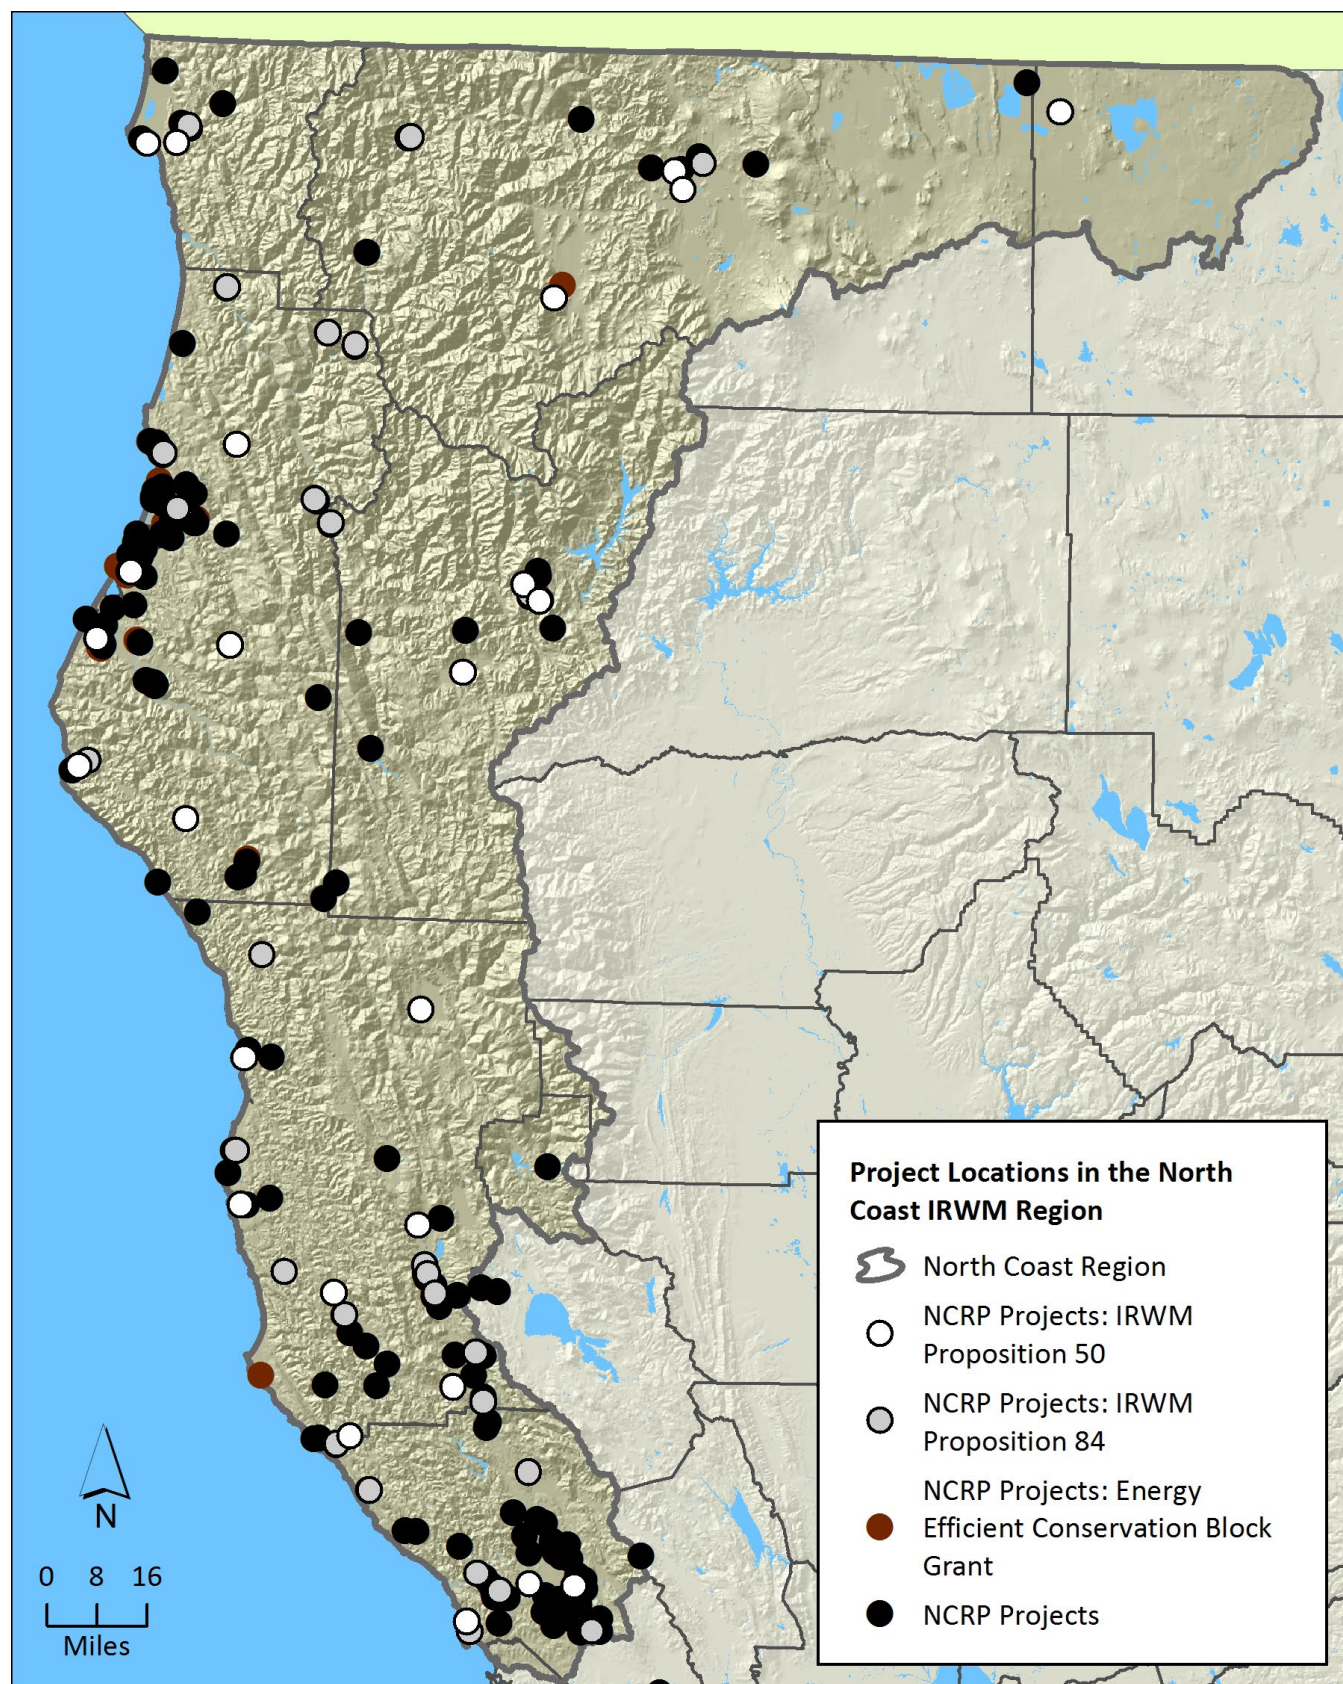 Project Locations in the North
Coast IRWM Region
North Coast Region
NCRP Projects: IRWM
Proposition 50
NCRP Projects: IRWM
Proposition 84
NCRP Projects: Energy
Efficient Conservation Block
Grant
NCRP Projects
N
0 8 16
Miles